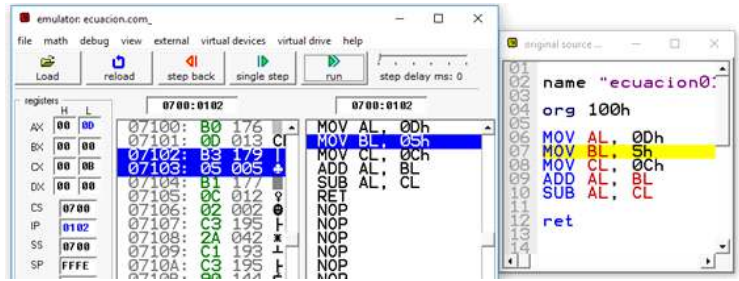 emulator: ecuacion.com_
file math debug view external virtual devices virtual drive help
Load reload step back single step run step delay ms: 0
registers
H L
AX 00 0D
BX 00 00
CX 00 0B
DX 00 00
CS 0700
IP 0102
SS 0700
SP FFFE
0700:0102
07100: B0 176
07101: 0D 013 CI
07102: B3 179 |
07103: 05 005 ♣
07104: B1 177 ▒
07105: 0C 012 ♀
07106: 02 002 ☻
07107: C3 195 ├
07108: 2A 042 *
07109: C1 193 ┴
0710A: C3 195 ├
0710B: 90 144 É
0700:0102
MOV AL, 0Dh
MOV BL, 05h
MOV CL, 0Ch
ADD AL, BL
SUB AL, CL
RET
NOP
NOP
NOP
NOP
NOP
original source ...
01
02 name "ecuacion01
03
04 org 100h
05
06 MOV AL, 0Dh
07 MOV BL, 5h
08 MOV CL, 0Ch
09 ADD AL, BL
10 SUB AL, CL
11
12 ret
13
14